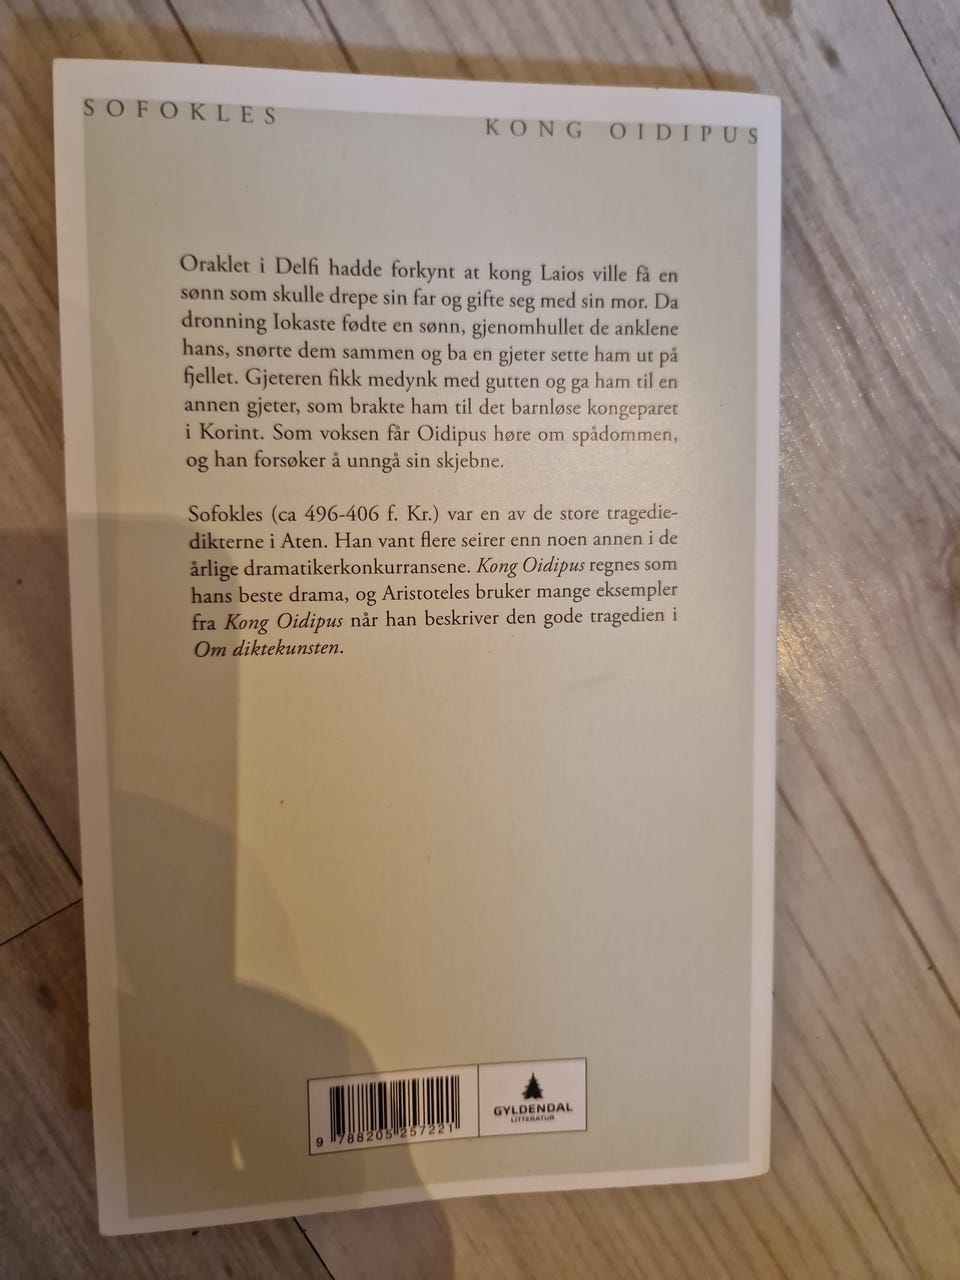 SOFOKLES
KONG OIDIPUS
Oraklet i Delfi hadde forkynt at kong Laios ville få en
sønn som skulle drepe sin far og gifte seg med sin mor. Da
dronning Iokaste fødte en sønn, gjenomhullet de anklene
hans, snørte dem sammen og ba en gjeter sette ham ut på
fjellet. Gjeteren fikk medynk med gutten og ga ham til en
annen gjeter, som brakte ham til det barnløse kongeparet
i Korint. Som voksen får Oidipus høre om spådommen,
og han forsøker å unngå sin skjebne.
Sofokles (ca 496-406 f. Kr.) var en av de store tragedie-
dikterne i Aten. Han vant flere seirer enn noen annen i de
årlige dramatikerkonkurransene. Kong Oidipus regnes som
hans beste drama, og Aristoteles bruker mange eksempler
fra Kong Oidipus når han beskriver den gode tragedien i
Om diktekunsten.
9 788205 257221
GYLDENDAL
LITTERATUR